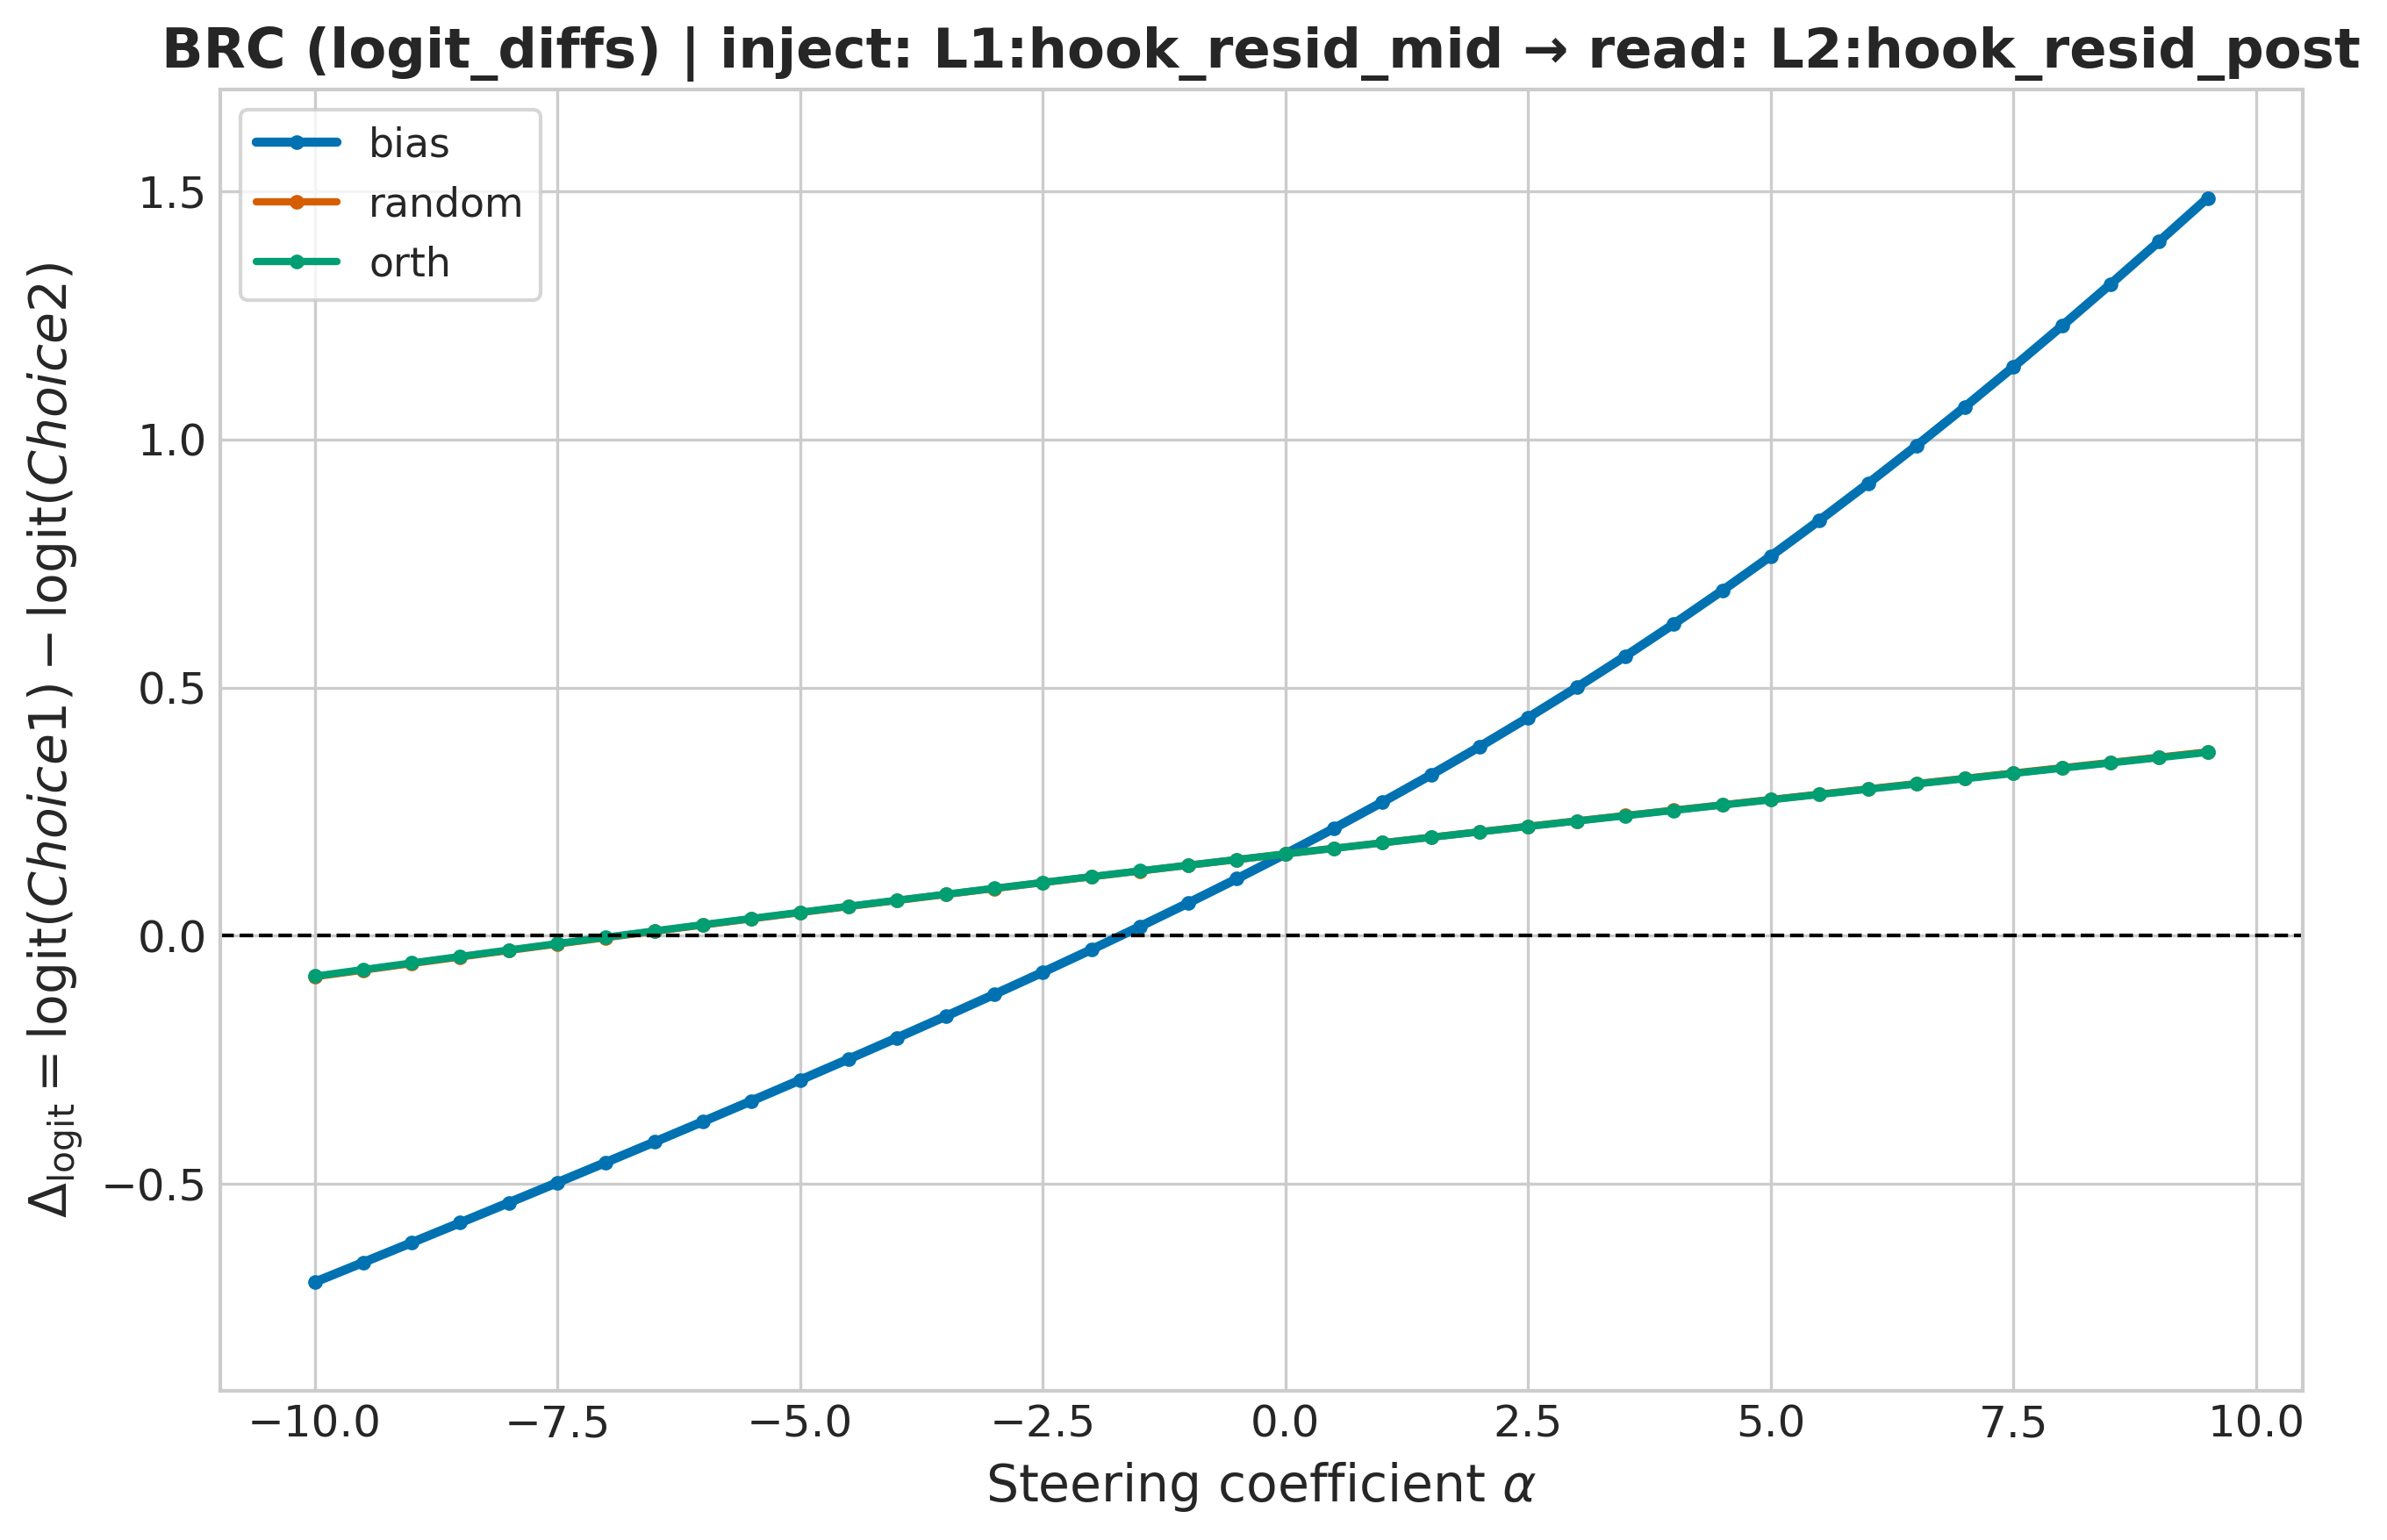 BRC (logit_diffs) | inject: L1:hook_resid_mid → read: L2:hook_resid_post
bias
random
orth
Δlogit = logit(Choice1) − logit(Choice2)
1.5
1.0
0.5
0.0
−0.5
−10.0 −7.5 −5.0 −2.5 0.0 2.5 5.0 7.5 10.0
Steering coefficient α